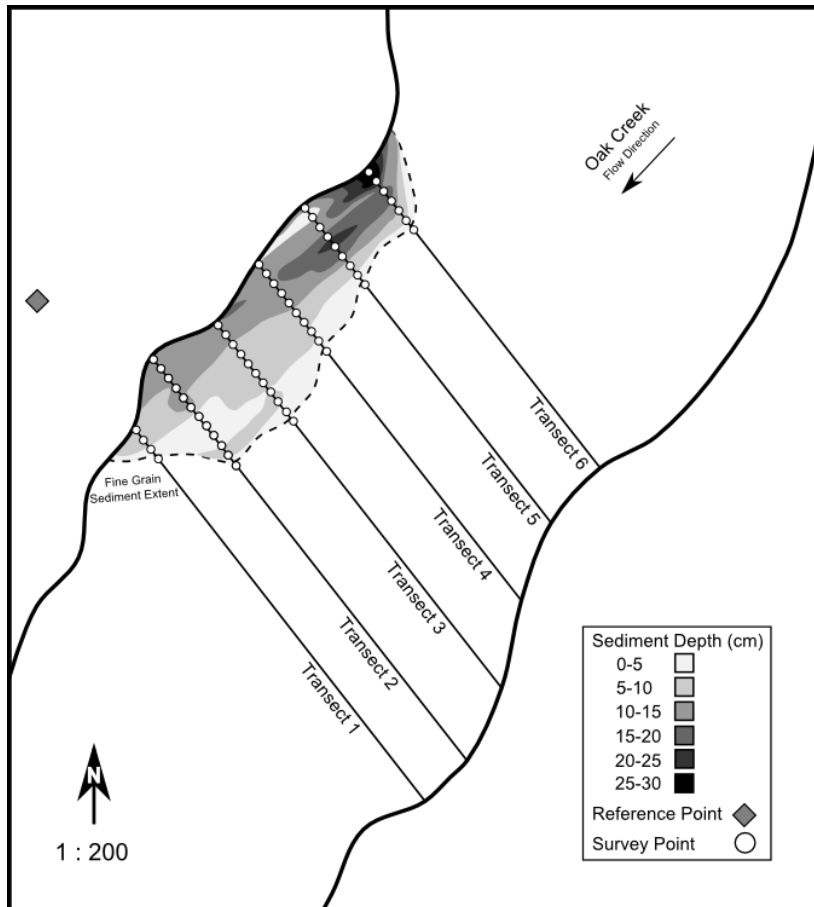 Oak Creek
Flow Direction
Transect 6
Transect 5
Transect 4
Transect 3
Transect 2
Transect 1
Fine Grain
Sediment Extent
N
1 : 200
Sediment Depth (cm)
0-5
5-10
10-15
15-20
20-25
25-30
Reference Point
Survey Point